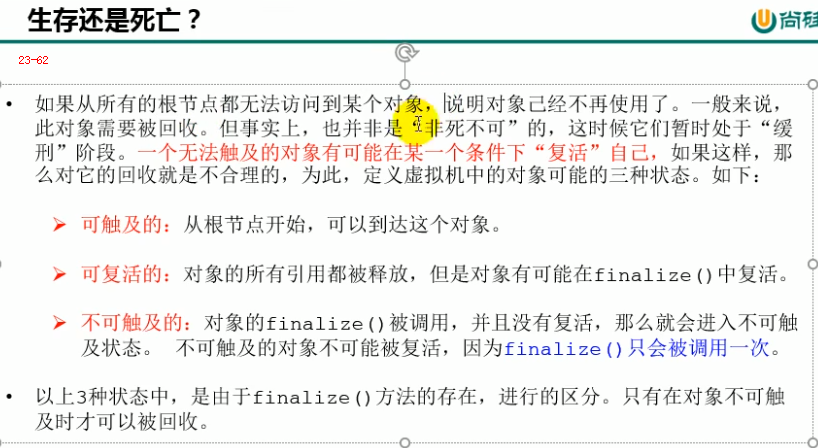 生存还是死亡？
尚硅
23-62
• 如果从所有的根节点都无法访问到某个对象，说明对象己经不再使用了。一般来说，
此对象需要被回收。但事实上，也并非是“非死不可”的，这时候它们暂时处于“缓
刑”阶段。一个无法触及的对象有可能在某一个条件下“复活”自己，如果这样，那
么对它的回收就是不合理的，为此，定义虚拟机中的对象可能的三种状态。如下：
➢ 可触及的：从根节点开始，可以到达这个对象。
➢ 可复活的：对象的所有引用都被释放，但是对象有可能在finalize()中复活。
➢ 不可触及的：对象的finalize()被调用，并且没有复活，那么就会进入不可触
及状态。 不可触及的对象不可能被复活，因为finalize()只会被调用一次。
• 以上3种状态中，是由于finalize()方法的存在，进行的区分。只有在对象不可触
及时才可以被回收。